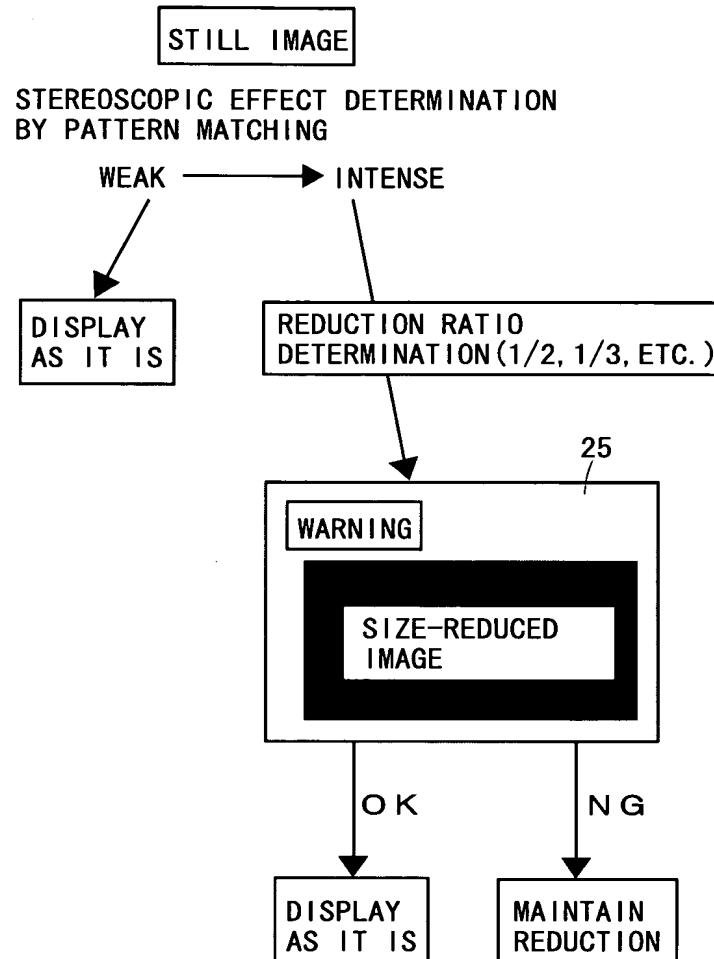 STILL IMAGE
STEREOSCOPIC EFFECT DETERMINATION
BY PATTERN MATCHING
WEAK
INTENSE
DISPLAY
AS IT IS
REDUCTION RATIO
DETERMINATION(1/2, 1/3, ETC.)
25
WARNING
SIZE-REDUCED
IMAGE
OK
NG
DISPLAY
AS IT IS
MAINTAIN
REDUCTION